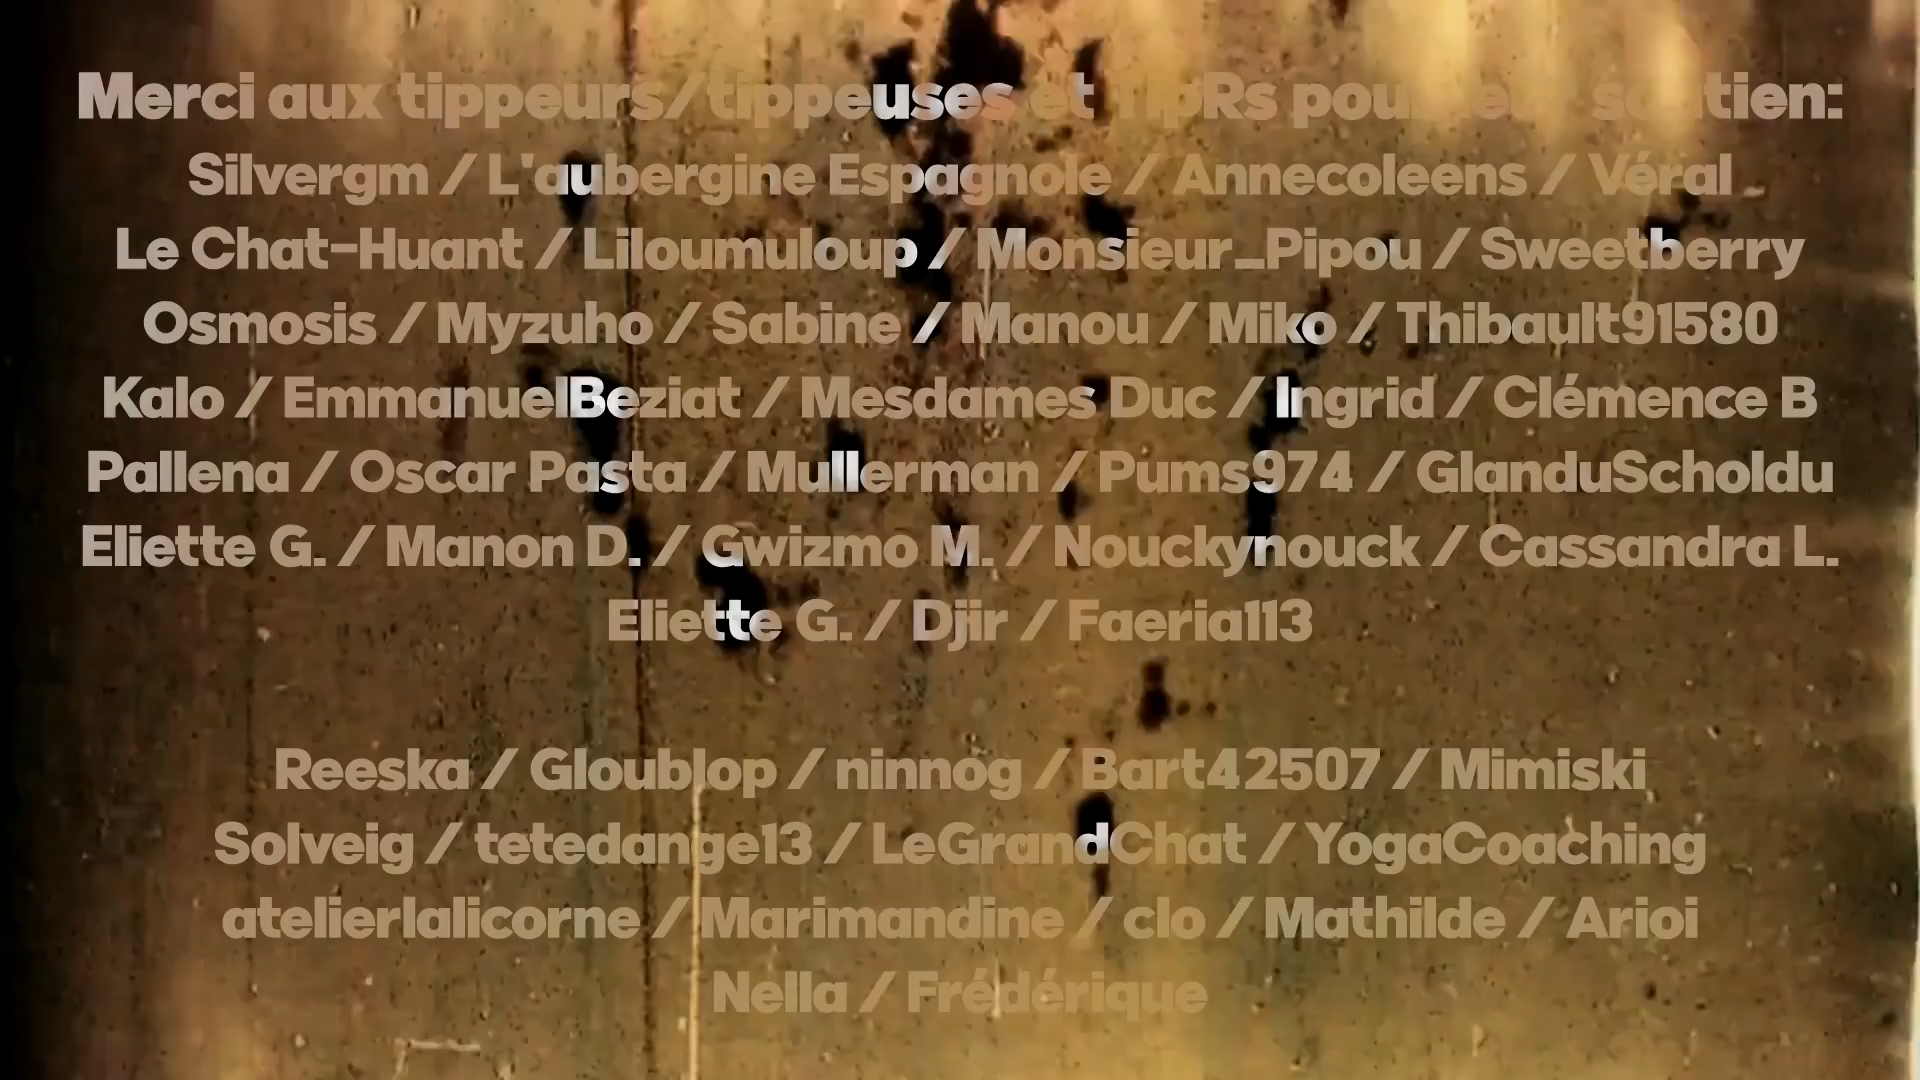 Merci aux tippeurs/tippeuses et TipRs pour leur soutien:
Silvergm / L'aubergine Espagnole / Annecoleens / Véral
Le Chat-Huant / Liloumuloup / Monsieur_Pipou / Sweetberry
Osmosis / Myzuho / Sabine / Manou / Miko / Thibault91580
Kalo / EmmanuelBeziat / Mesdames Duc / Ingrid / Clémence B
Pallena / Oscar Pasta / Mullerman / Pums974 / GlanduScholdu
Eliette G. / Manon D. / Gwizmo M. / Nouckynouck / Cassandra L.
Eliette G. / Djir / Faeria113
Reeska / Gloublop / ninnog / Bart42507 / Mimiski
Solveig / tetedange13 / LeGrandChat / YogaCoaching
atelierlalicorne / Marimandine / clo / Mathilde / Arioi
Nella / Frédérique